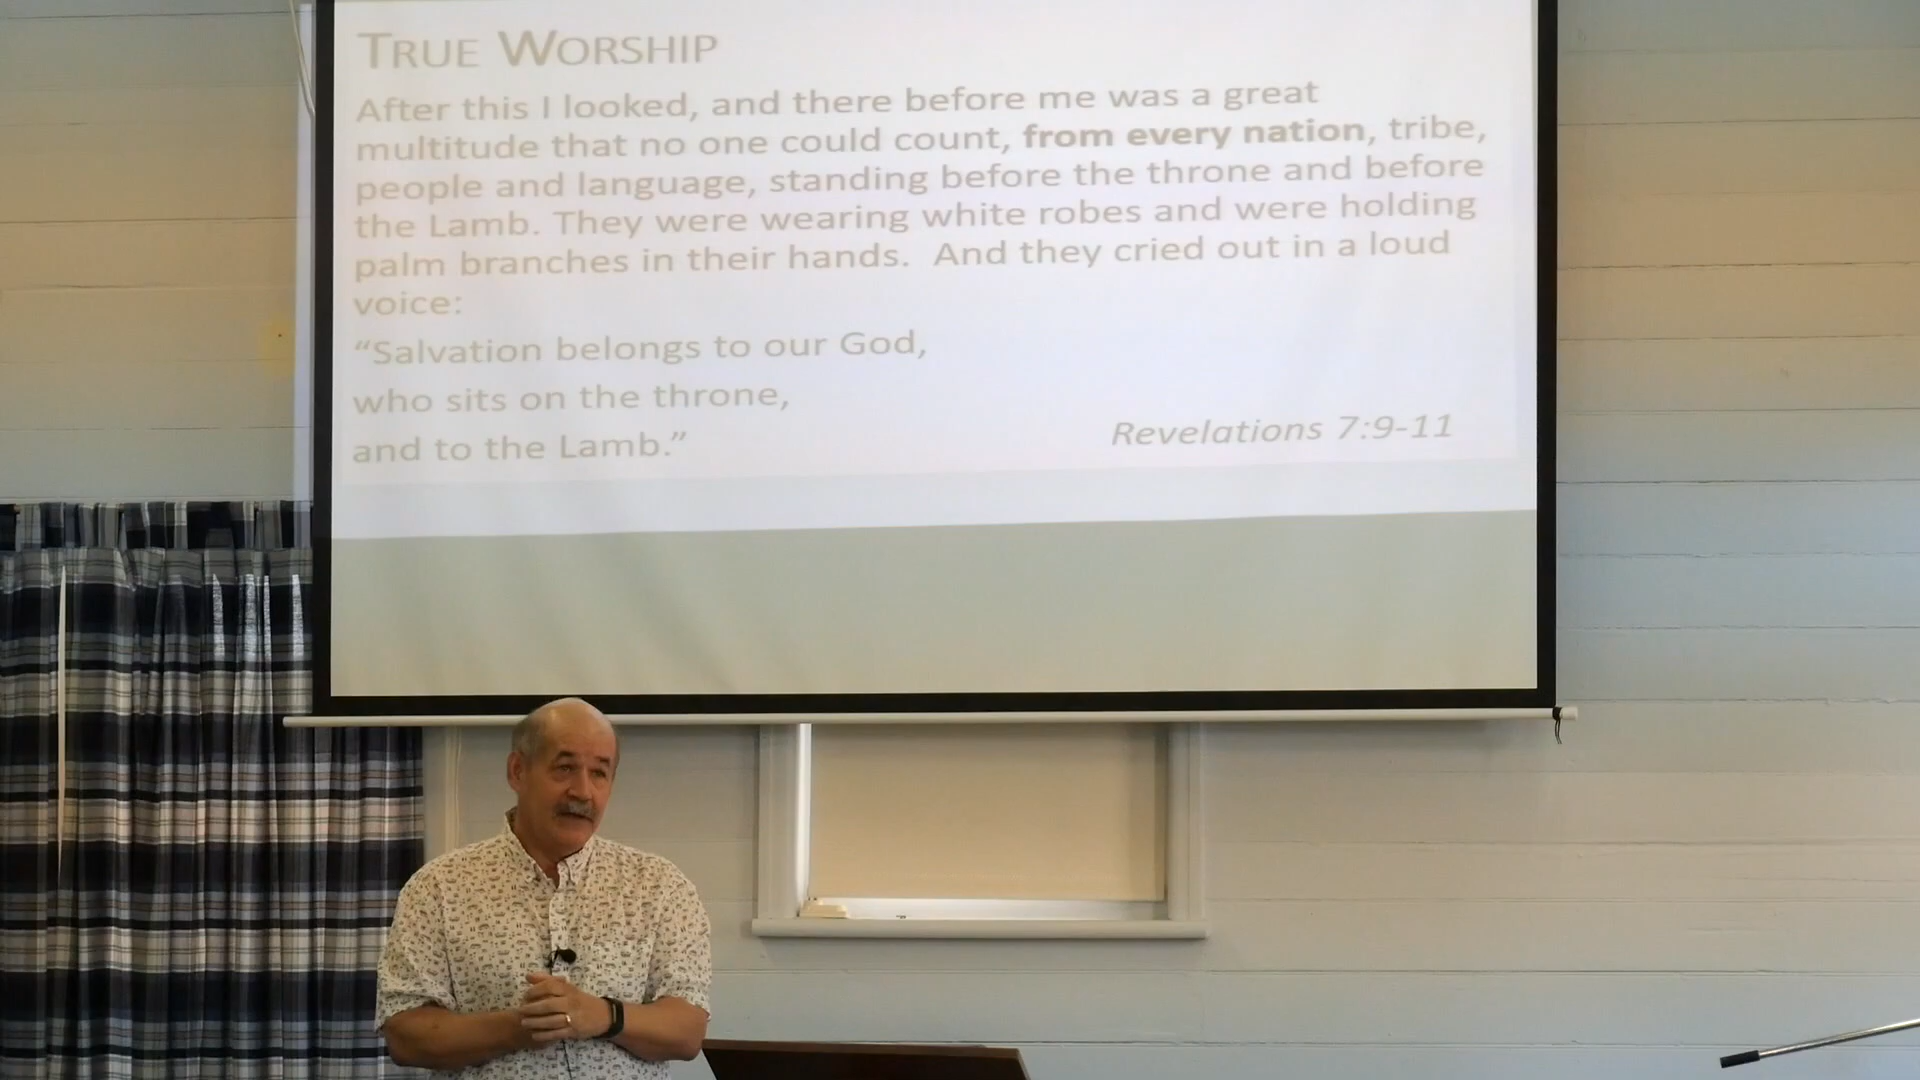 TRUE WORSHIP
After this I looked, and there before me was a great
multitude that no one could count, from every nation, tribe,
people and language, standing before the throne and before
the Lamb. They were wearing white robes and were holding
palm branches in their hands.  And they cried out in a loud
voice:
“Salvation belongs to our God,
who sits on the throne,
and to the Lamb.”
Revelations 7:9-11